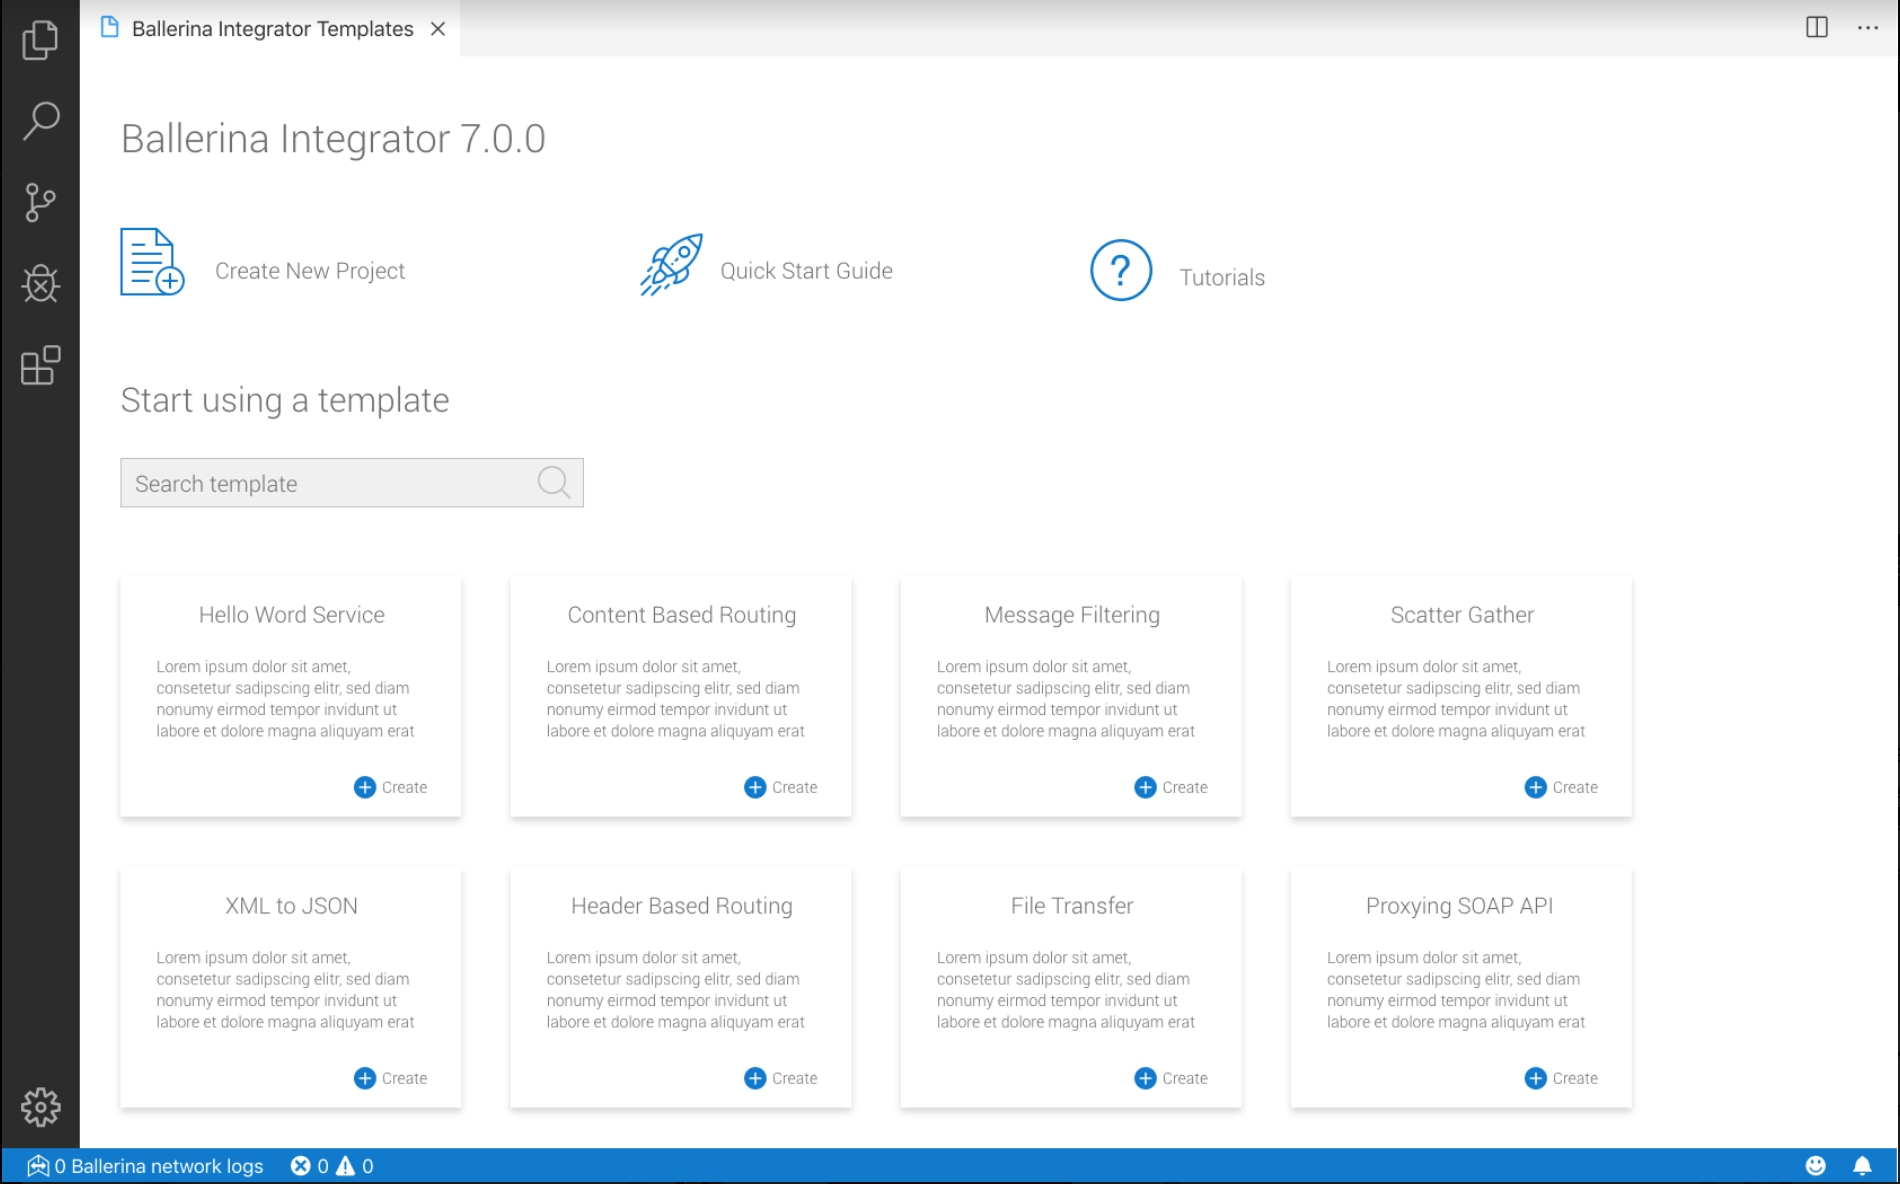 Ballerina Integrator Templates
Ballerina Integrator 7.0.0
Create New Project
Quick Start Guide
?
Tutorials
Start using a template
Search template
Hello Word Service
Lorem ipsum dolor sit amet,
consetetur sadipscing elitr, sed diam
nonumy eirmod tempor invidunt ut
labore et dolore magna aliquyam erat
Create
Content Based Routing
Lorem ipsum dolor sit amet,
consetetur sadipscing elitr, sed diam
nonumy eirmod tempor invidunt ut
labore et dolore magna aliquyam erat
Create
Message Filtering
Lorem ipsum dolor sit amet,
consetetur sadipscing elitr, sed diam
nonumy eirmod tempor invidunt ut
labore et dolore magna aliquyam erat
Create
Scatter Gather
Lorem ipsum dolor sit amet,
consetetur sadipscing elitr, sed diam
nonumy eirmod tempor invidunt ut
labore et dolore magna aliquyam erat
Create
XML to JSON
Lorem ipsum dolor sit amet,
consetetur sadipscing elitr, sed diam
nonumy eirmod tempor invidunt ut
labore et dolore magna aliquyam erat
Create
Header Based Routing
Lorem ipsum dolor sit amet,
consetetur sadipscing elitr, sed diam
nonumy eirmod tempor invidunt ut
labore et dolore magna aliquyam erat
Create
File Transfer
Lorem ipsum dolor sit amet,
consetetur sadipscing elitr, sed diam
nonumy eirmod tempor invidunt ut
labore et dolore magna aliquyam erat
Create
Proxying SOAP API
Lorem ipsum dolor sit amet,
consetetur sadipscing elitr, sed diam
nonumy eirmod tempor invidunt ut
labore et dolore magna aliquyam erat
Create
0 Ballerina network logs 0 0